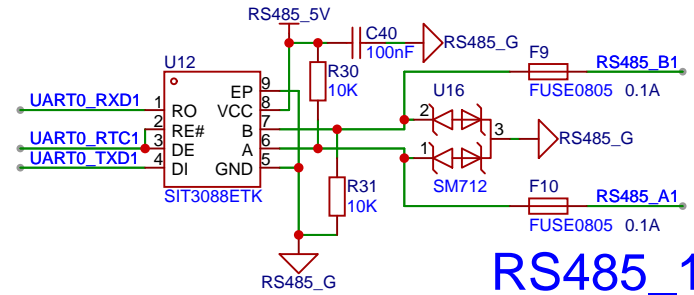 RS485_5V
C40
100nF
RS485_G
U12
R30
10K
F9
RS485_B1
FUSE0805 0.1A
UART0_RXD1
UART0_RTC1
UART0_TXD1
1 RO
2 RE#
3 DE
4 DI
EP 9
VCC 8
B 7
A 6
GND 5
SIT3088ETK
U16
2
1
3
SM712
RS485_G
R31
10K
F10
RS485_A1
FUSE0805 0.1A
RS485_G
RS485_1